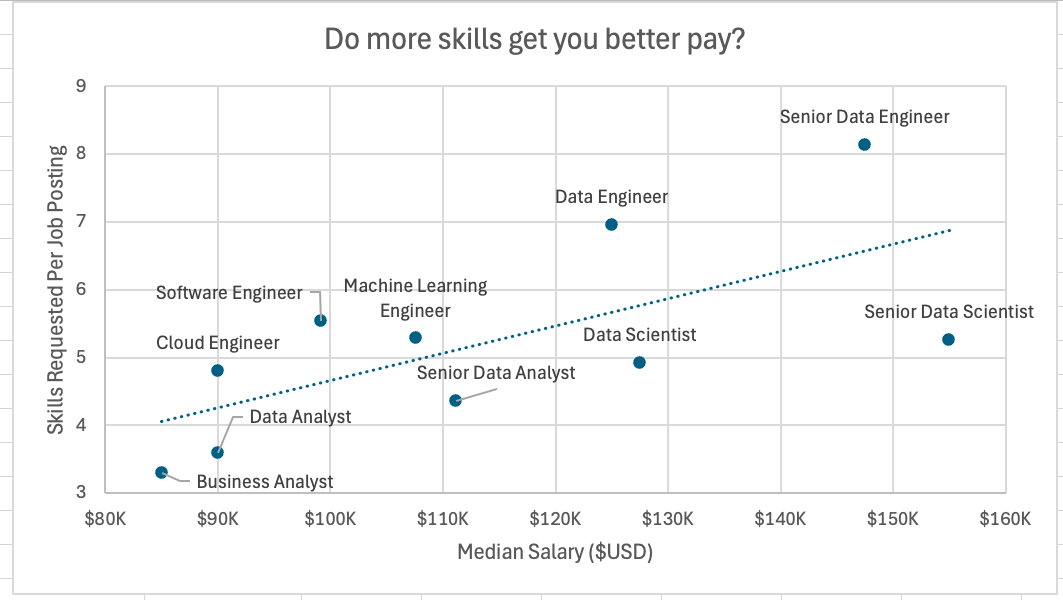 Do more skills get you better pay?
9
Senior Data Engineer
8
Data Engineer
7
Machine Learning
Engineer
Software Engineer
6
Senior Data Scientist
Data Scientist
Cloud Engineer
5
Senior Data Analyst
Data Analyst
4
Business Analyst
3
Skills Requested Per Job Posting
$80K
$90K
$100K
$110K
$120K
$130K
$140K
$150K
$160K
Median Salary ($USD)